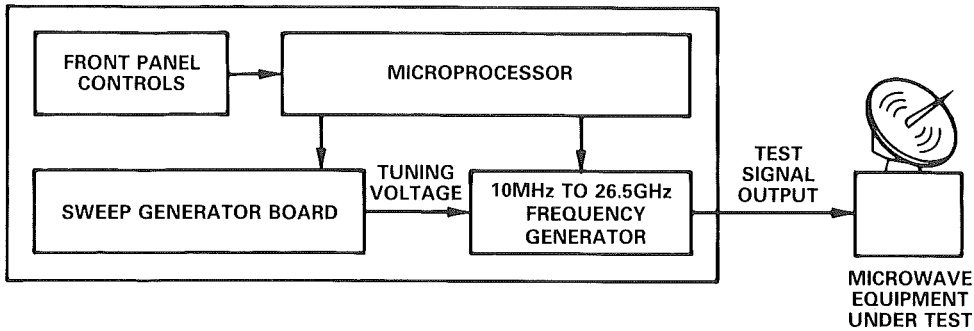 FRONT PANEL
CONTROLS
MICROPROCESSOR
SWEEP GENERATOR BOARD
TUNING
VOLTAGE
10MHz TO 26.5GHz
FREQUENCY
GENERATOR
TEST
SIGNAL
OUTPUT
MICROWAVE
EQUIPMENT
UNDER TEST